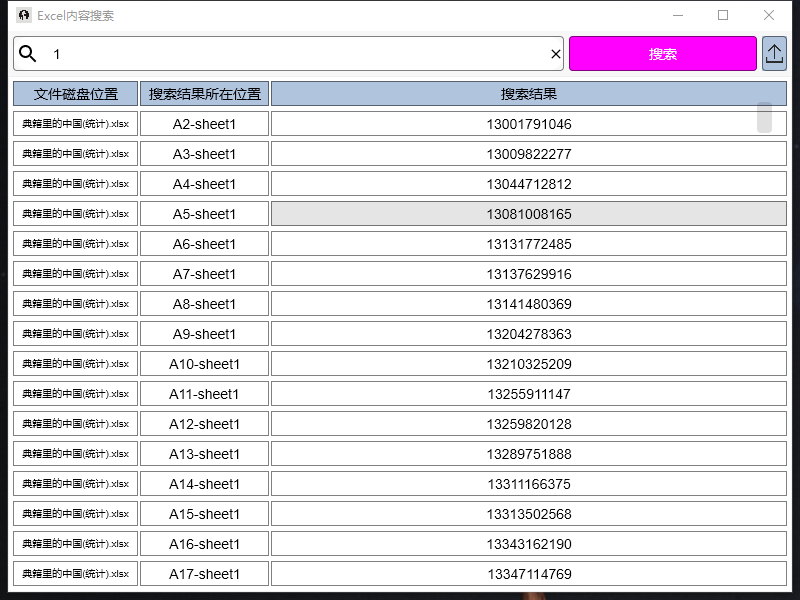 Excel内容搜索
1
搜索
文件磁盘位置 搜索结果所在位置 搜索结果
典籍里的中国(统计).xlsx A2-sheet1 13001791046
典籍里的中国(统计).xlsx A3-sheet1 13009822277
典籍里的中国(统计).xlsx A4-sheet1 13044712812
典籍里的中国(统计).xlsx A5-sheet1 13081008165
典籍里的中国(统计).xlsx A6-sheet1 13131772485
典籍里的中国(统计).xlsx A7-sheet1 13137629916
典籍里的中国(统计).xlsx A8-sheet1 13141480369
典籍里的中国(统计).xlsx A9-sheet1 13204278363
典籍里的中国(统计).xlsx A10-sheet1 13210325209
典籍里的中国(统计).xlsx A11-sheet1 13255911147
典籍里的中国(统计).xlsx A12-sheet1 13259820128
典籍里的中国(统计).xlsx A13-sheet1 13289751888
典籍里的中国(统计).xlsx A14-sheet1 13311166375
典籍里的中国(统计).xlsx A15-sheet1 13313502568
典籍里的中国(统计).xlsx A16-sheet1 13343162190
典籍里的中国(统计).xlsx A17-sheet1 13347114769